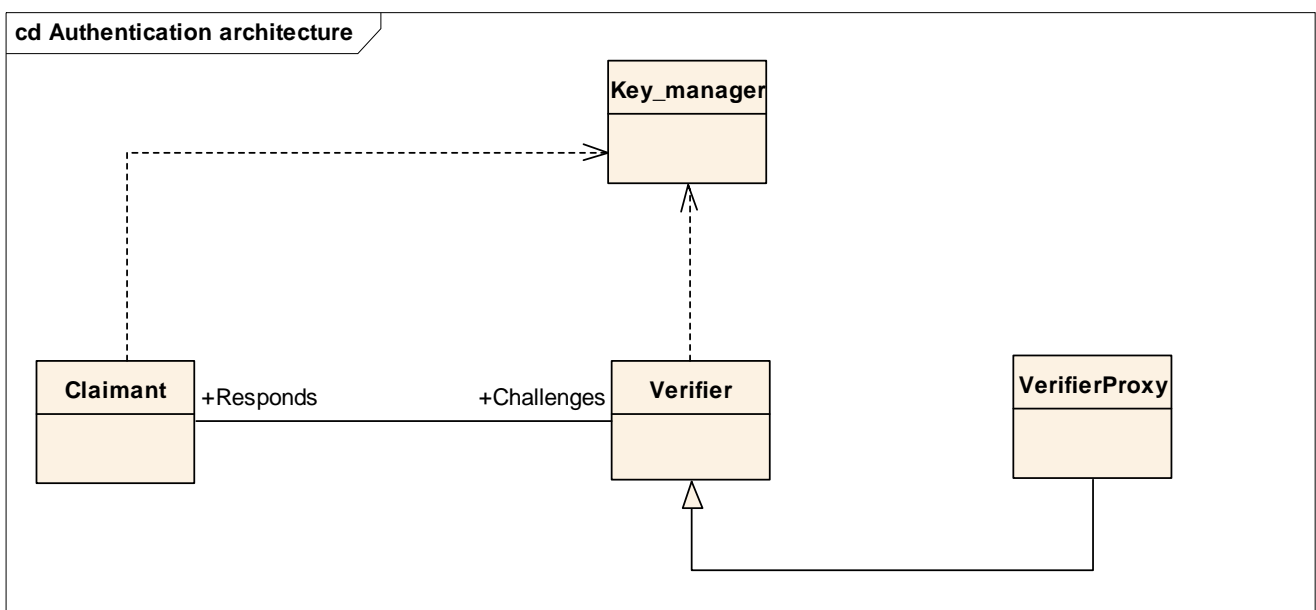 cd Authentication architecture
Key_manager
Claimant
+Responds
+Challenges
Verifier
VerifierProxy